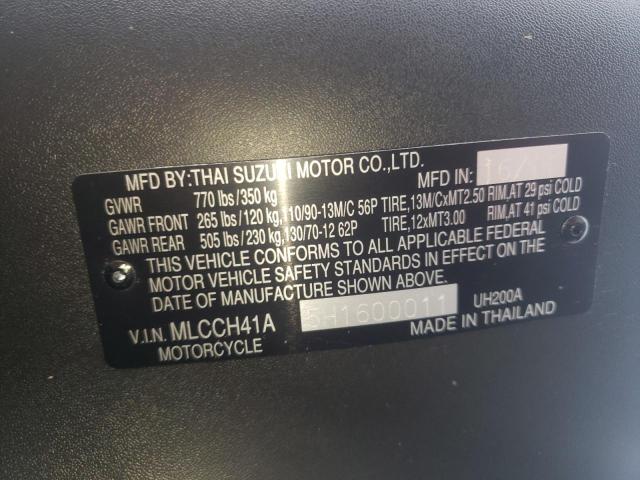 MFD BY:THAI SUZUKI MOTOR CO.,LTD. MFD IN: 16/
GVWR 770 lbs/350 kg
GAWR FRONT 265 lbs/120 kg,110/90-13M/C 56P TIRE,13M/CxMT2.50 RIM,AT 29 psi COLD
GAWR REAR 505 lbs/230 kg,130/70-12 62P TIRE,12xMT3.00 RIM,AT 41 psi COLD
THIS VEHICLE CONFORMS TO ALL APPLICABLE FEDERAL
MOTOR VEHICLE SAFETY STANDARDS IN EFFECT ON THE
DATE OF MANUFACTURE SHOWN ABOVE.
V.I.N. MLCCH41A 5H1600011 UH200A
MOTORCYCLE MADE IN THAILAND